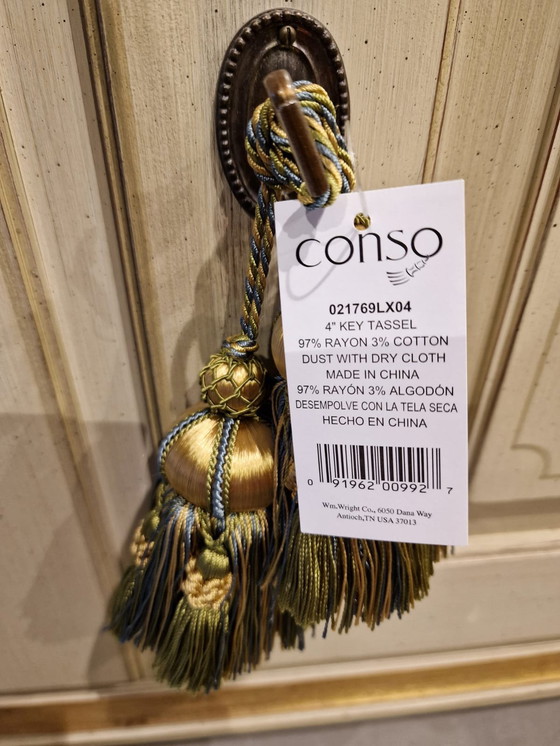 conso
021769LX04
4" KEY TASSEL
97% RAYON 3% COTTON
DUST WITH DRY CLOTH
MADE IN CHINA
97% RAYÓN 3% ALGODÓN
DESEMPOLVE CON LA TELA SECA
HECHO EN CHINA
0 91962 00992 7
Wm.Wright Co., 6050 Dana Way
Antioch,TN USA 37013